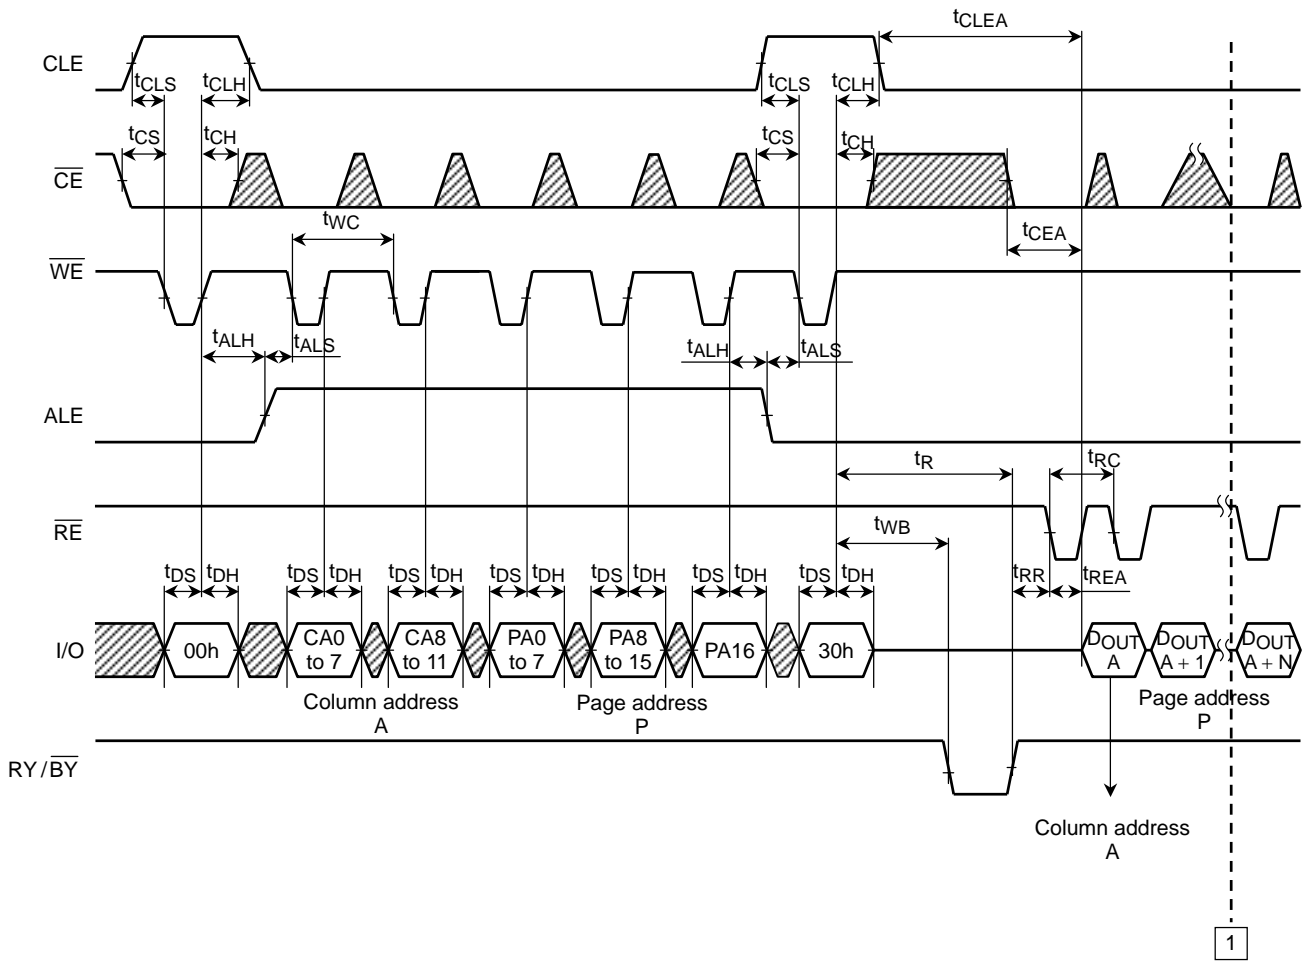 tCLEA
CLE
tCLS tCLH tCLS tCLH
tCS tCH tCS tCH
CE
tWC tCEA
WE
tALH tALS tALH tALS
ALE
tR tRC
RE
tWB
tDS tDH tDS tDH tDS tDH tDS tDH tDS tDH tDS tDH tDS tDH tRR tREA
I/O 00h CA0 to 7 CA8 to 11 PA0 to 7 PA8 to 15 PA16 30h DOUT A DOUT A + 1 DOUT A + N
Column address A
Page address P
Page address P
RY/BY
Column address A
1